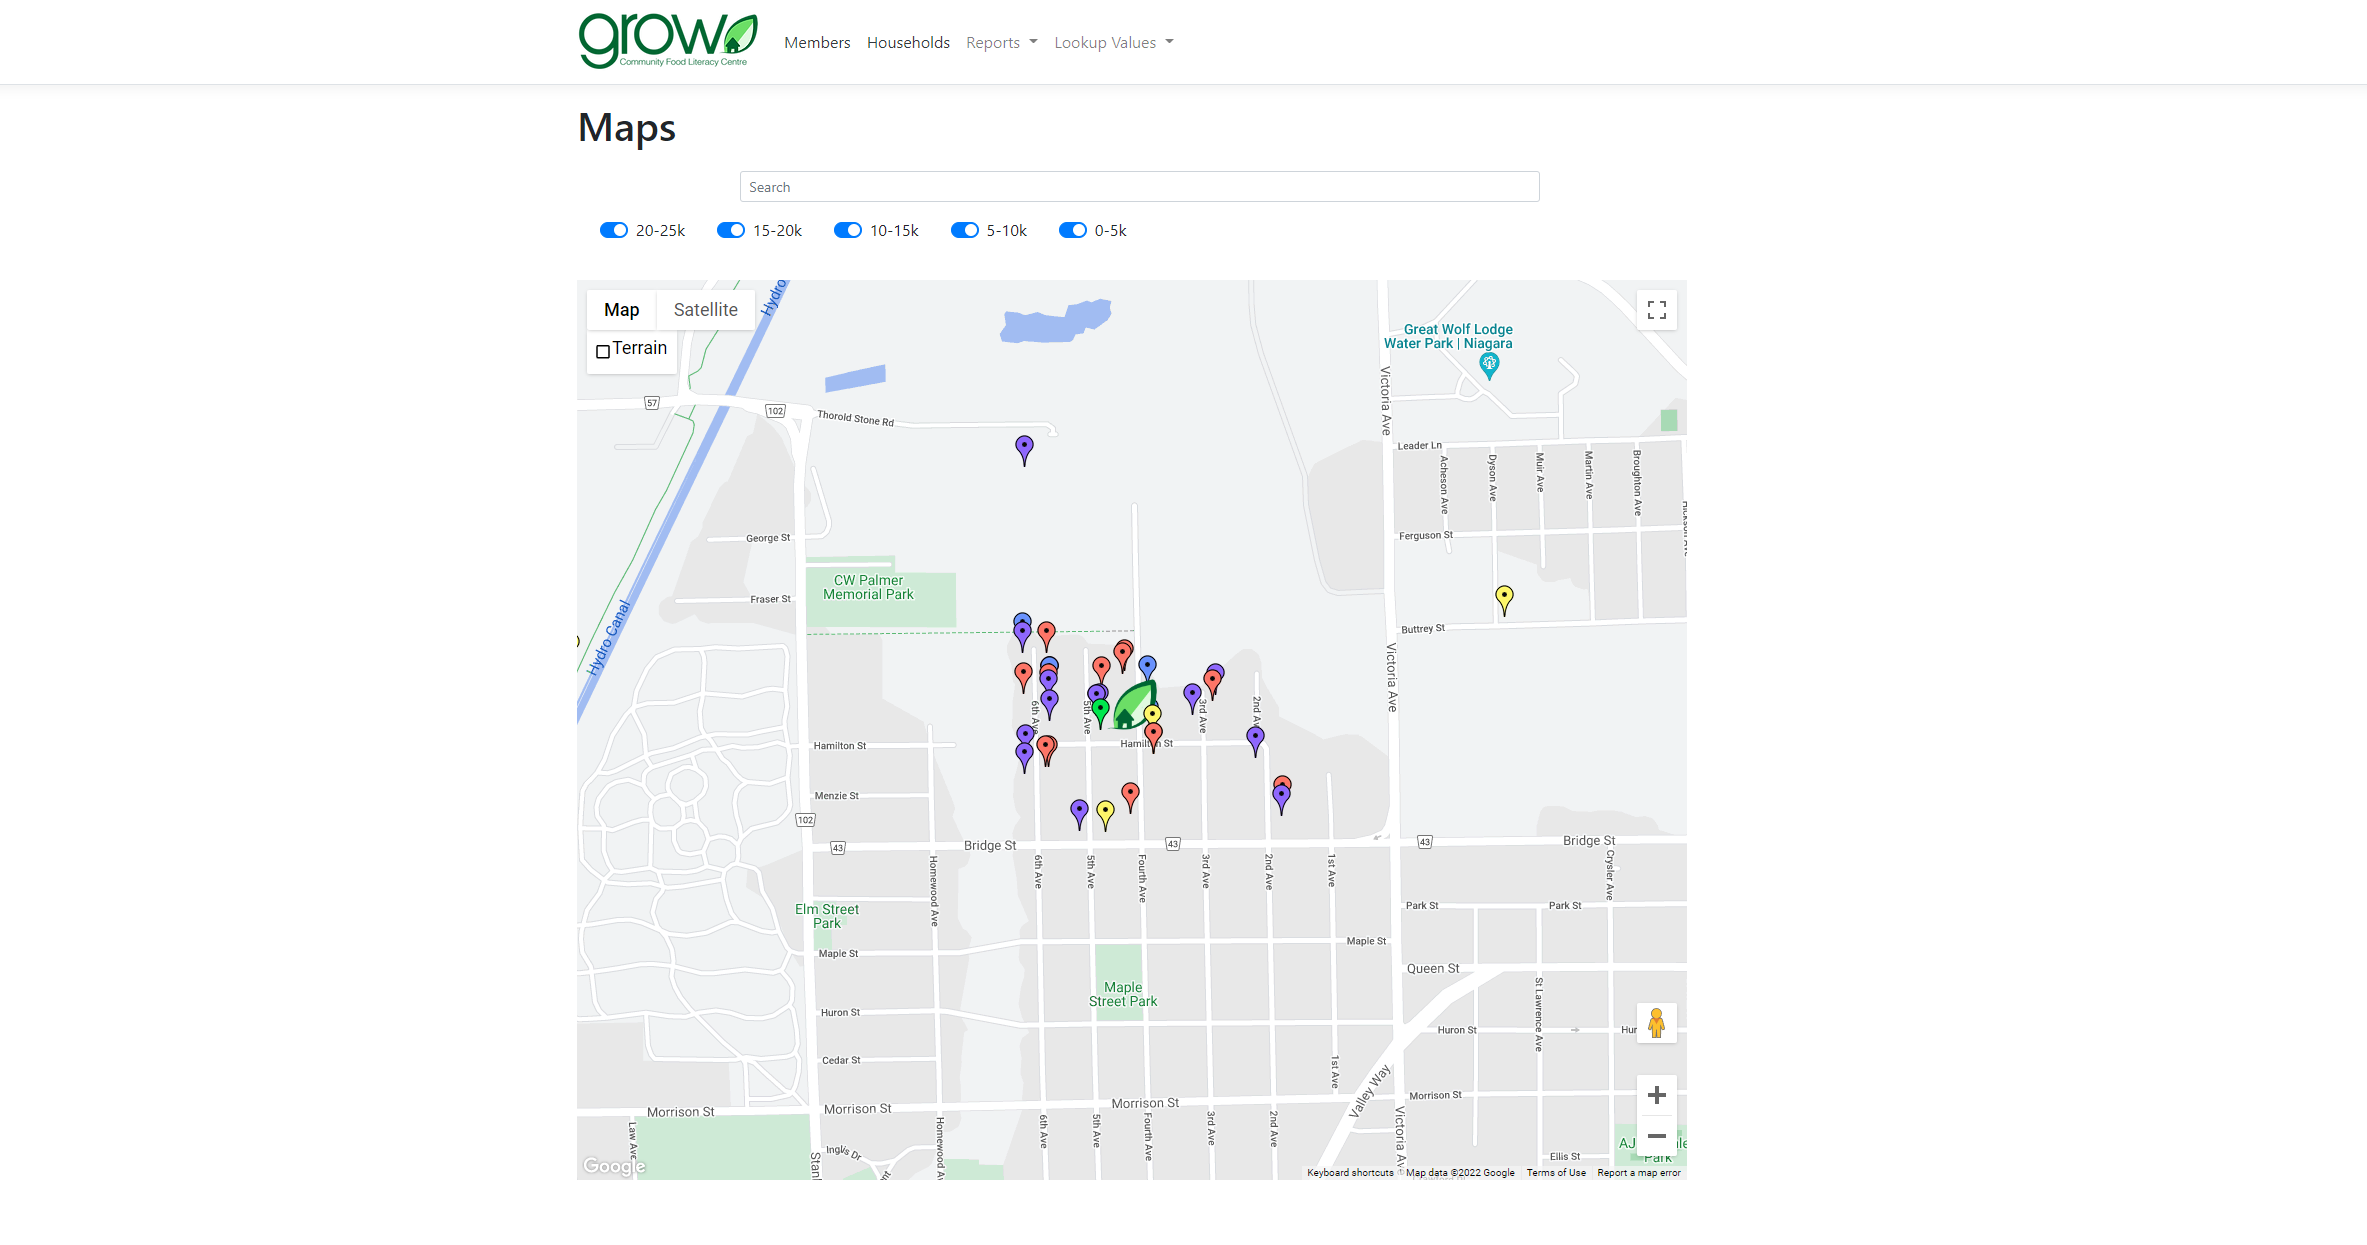 grow
Community Food Literacy Centre
Members Households Reports Lookup Values
Maps
Search
20-25k 15-20k 10-15k 5-10k 0-5k
Map Satellite
Terrain
Hydro
Great Wolf Lodge
Water Park | Niagara
57
102
Thorold Stone Rd
Victoria Ave
Leader Ln
Acheson Ave
Dyson Ave
Muir Ave
Martin Ave
Broughton Ave
George St
Ferguson St
CW Palmer
Memorial Park
Fraser St
Hydro Canal
Buttrey St
Victoria Ave
6th Ave
5th Ave
3rd Ave
2nd Av
Hamilton St
Hamilton St
Menzie St
102
43
Bridge St
43
43
Bridge St
Homewood Ave
6th Ave
5th Ave
Fourth Ave
3rd Ave
2nd Ave
1st Ave
Crysler Ave
Elm Street
Park
Park St
Park St
Maple St
Maple St
Queen St
Maple
Street Park
St Lawrence Ave
Huron St
Huron St
Hur
Cedar St
1st Ave
Valley Way
Morrison St
Morrison St
Morrison St
Morrison St
Law Ave
Stanl
Inglis Dr
Homewood Av
6th Ave
5th Ave
Fourth Ave
3rd Ave
2nd Ave
Victoria Av
Ellis St
AJ
le
Park
Google
Keyboard shortcuts Map data ©2022 Google Terms of Use Report a map error